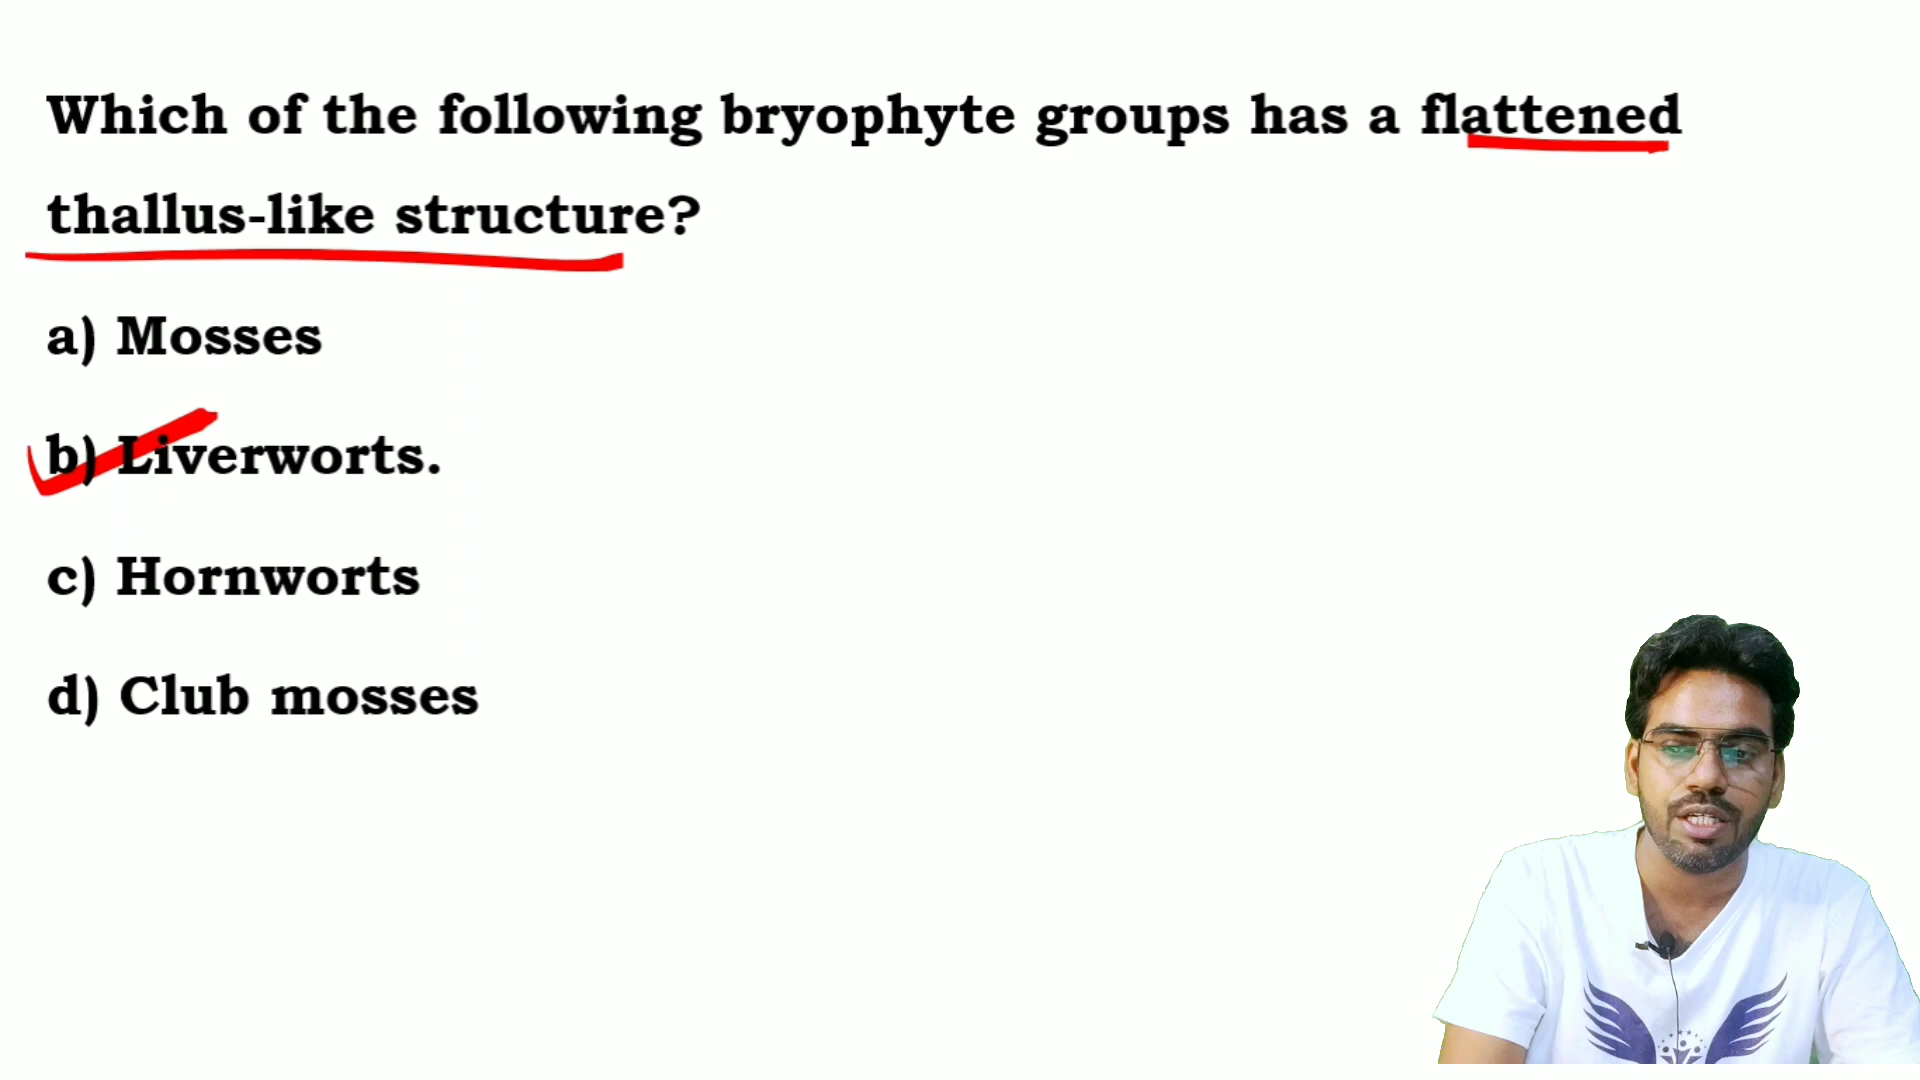 Which of the following bryophyte groups has a flattened
thallus-like structure?
a) Mosses
b) Liverworts.
c) Hornworts
d) Club mosses